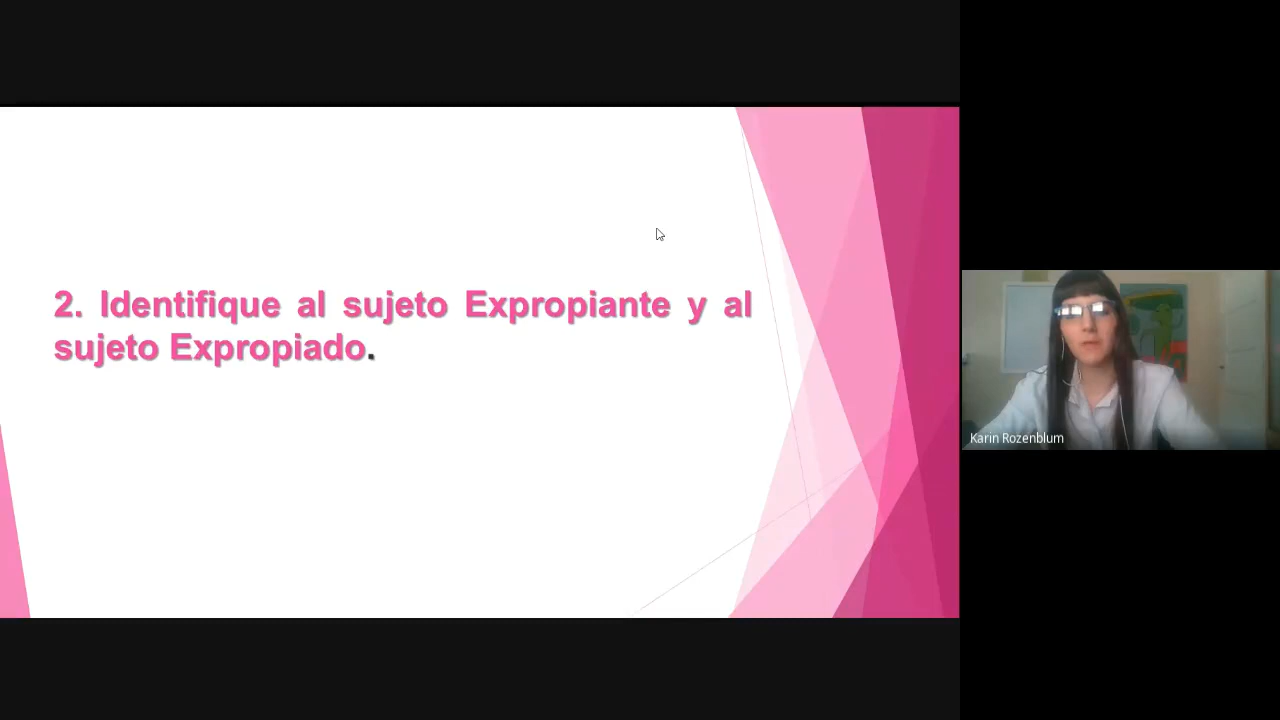 2. Identifique al sujeto Expropiante y al
sujeto Expropiado.
Karin Rozenblum